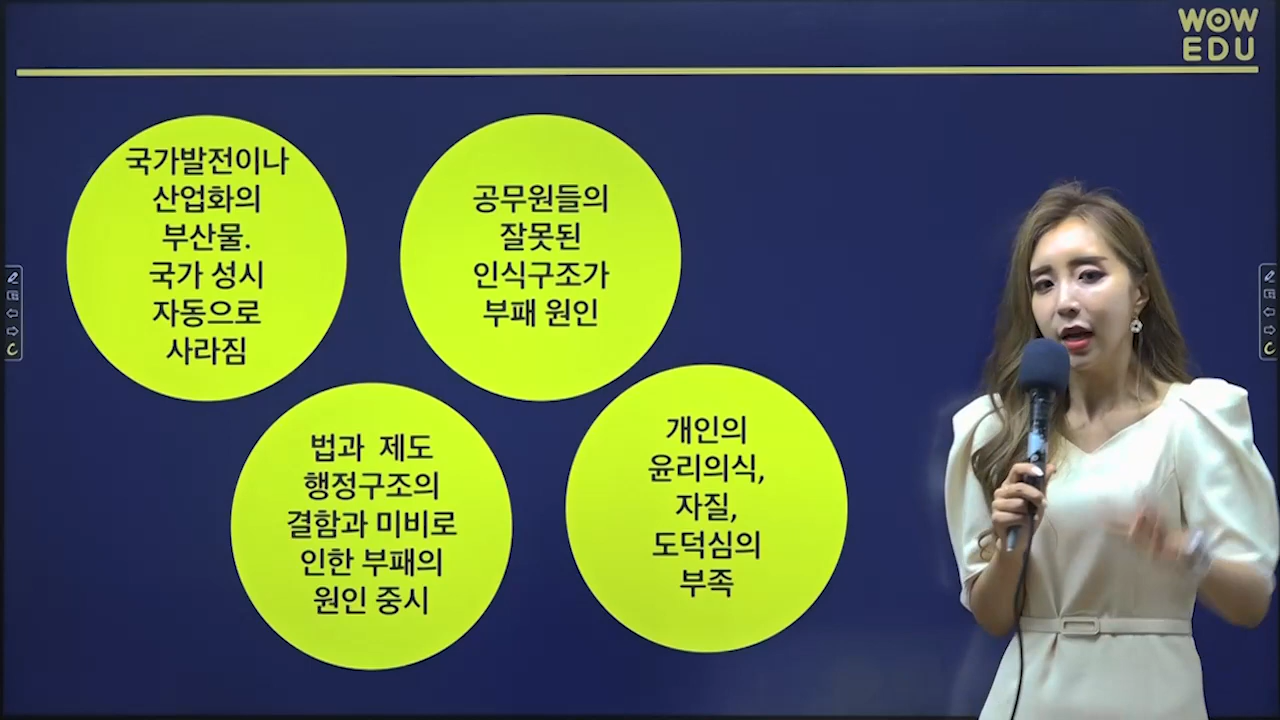 WOW
EDU
국가발전이나
산업화의
부산물.
국가 성시
자동으로
사라짐
공무원들의
잘못된
인식구조가
부패 원인
법과 제도
행정구조의
결함과 미비로
인한 부패의
원인 중시
개인의
윤리의식,
자질,
도덕심의
부족